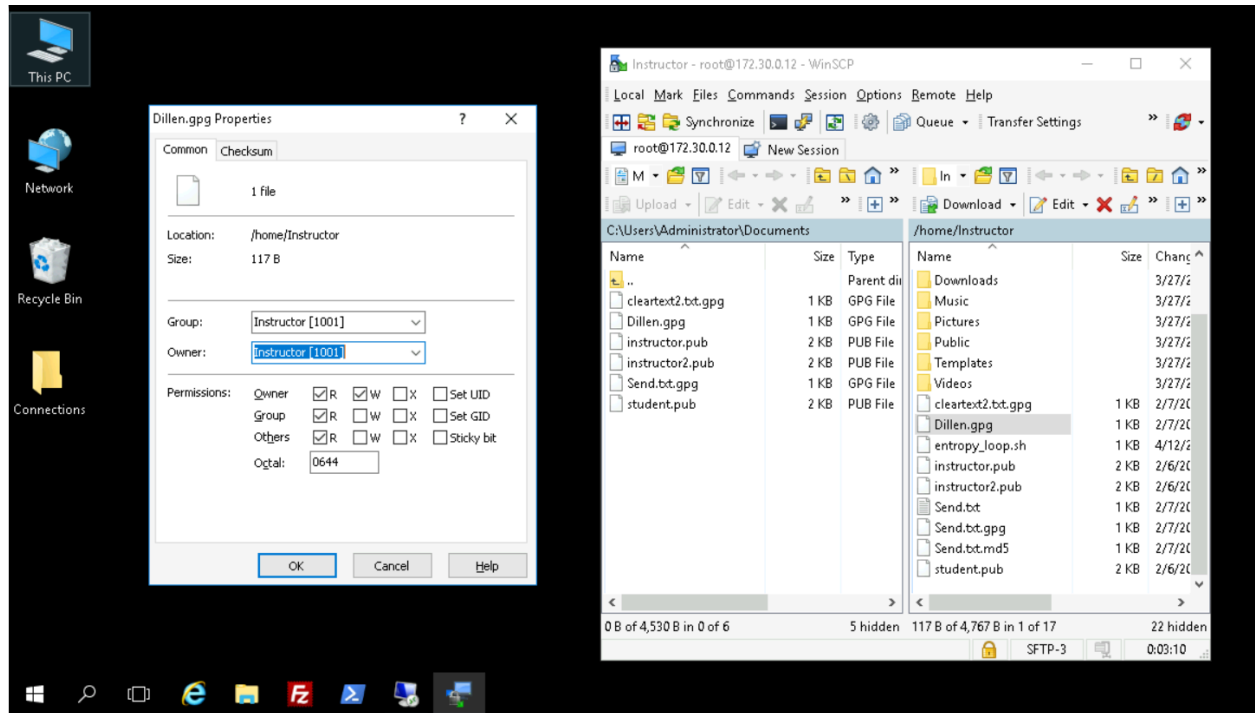 This PC
Network
Recycle Bin
Connections
Dillen.gpg Properties ? ×
Common Checksum
1 file
Location: /home/Instructor
Size: 117 B
Group: Instructor [1001]
Owner: Instructor [1001]
Permissions: Owner R W X Set UID
Group R W X Set GID
Others R W X Sticky bit
Octal: 0644
OK Cancel Help
Instructor - root@172.30.0.12 - WinSCP
Local Mark Files Commands Session Options Remote Help
Synchronize Queue Transfer Settings »
root@172.30.0.12 New Session
M » In »
Upload Edit » Download Edit »
C:\Users\Administrator\Documents
Name Size Type
.. Parent dir
cleartext2.txt.gpg 1 KB GPG File
Dillen.gpg 1 KB GPG File
instructor.pub 2 KB PUB File
instructor2.pub 2 KB PUB File
Send.txt.gpg 1 KB GPG File
student.pub 2 KB PUB File
0 B of 4,530 B in 0 of 6 5 hidden
/home/Instructor
Name Size Chang
Downloads 3/27/2
Music 3/27/2
Pictures 3/27/2
Public 3/27/2
Templates 3/27/2
Videos 3/27/2
cleartext2.txt.gpg 1 KB 2/7/20
Dillen.gpg 1 KB 2/7/20
entropy_loop.sh 1 KB 4/12/2
instructor.pub 2 KB 2/6/20
instructor2.pub 2 KB 2/6/20
Send.txt 1 KB 2/7/20
Send.txt.gpg 1 KB 2/7/20
Send.txt.md5 1 KB 2/7/20
student.pub 2 KB 2/6/20
117 B of 4,767 B in 1 of 17 22 hidden
SFTP-3 0:03:10